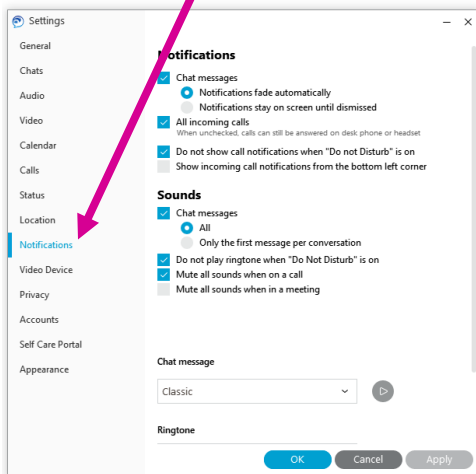 Settings
General
Chats
Audio
Video
Calendar
Calls
Status
Location
Notifications
Video Device
Privacy
Accounts
Self Care Portal
Appearance
Notifications
Chat messages
Notifications fade automatically
Notifications stay on screen until dismissed
All incoming calls
When unchecked, calls can still be answered on desk phone or headset
Do not show call notifications when "Do not Disturb" is on
Show incoming call notifications from the bottom left corner
Sounds
Chat messages
All
Only the first message per conversation
Do not play ringtone when "Do Not Disturb" is on
Mute all sounds when on a call
Mute all sounds when in a meeting
Chat message
Classic
Ringtone
OK Cancel Apply